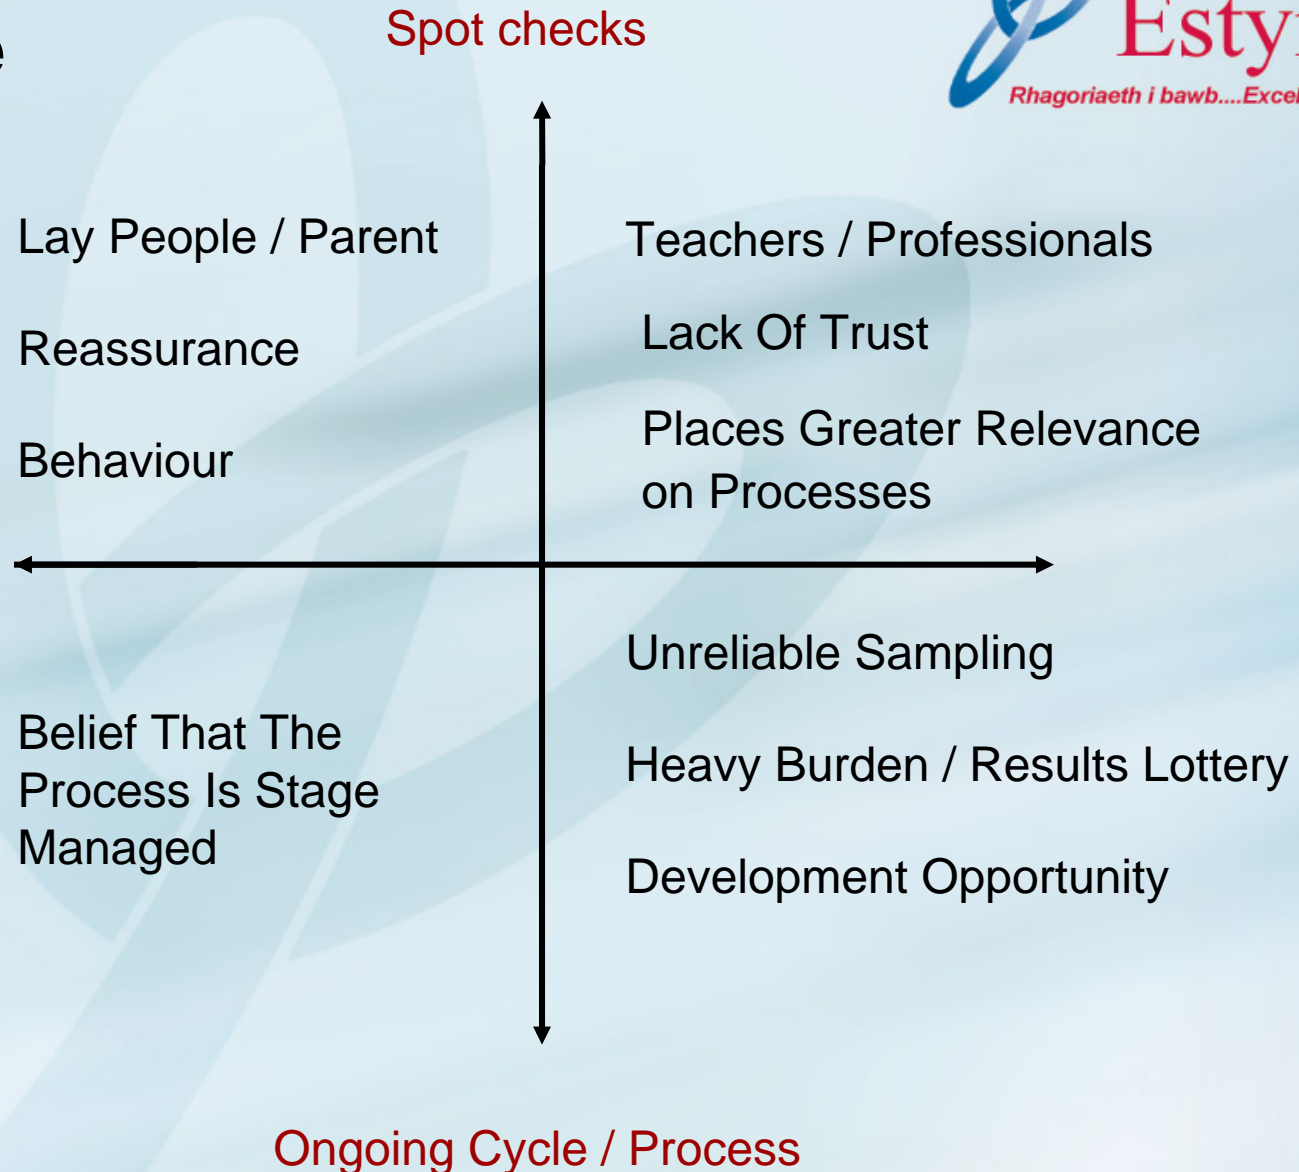 Spot checks
Rhagoriaeth i bawb....
Lay People / Parent
Reassurance
Behaviour
Teachers / Professionals
Lack Of Trust
Places Greater Relevance
on Processes
Belief That The
Process Is Stage
Managed
Unreliable Sampling
Heavy Burden / Results Lottery
Development Opportunity
Ongoing Cycle / Process